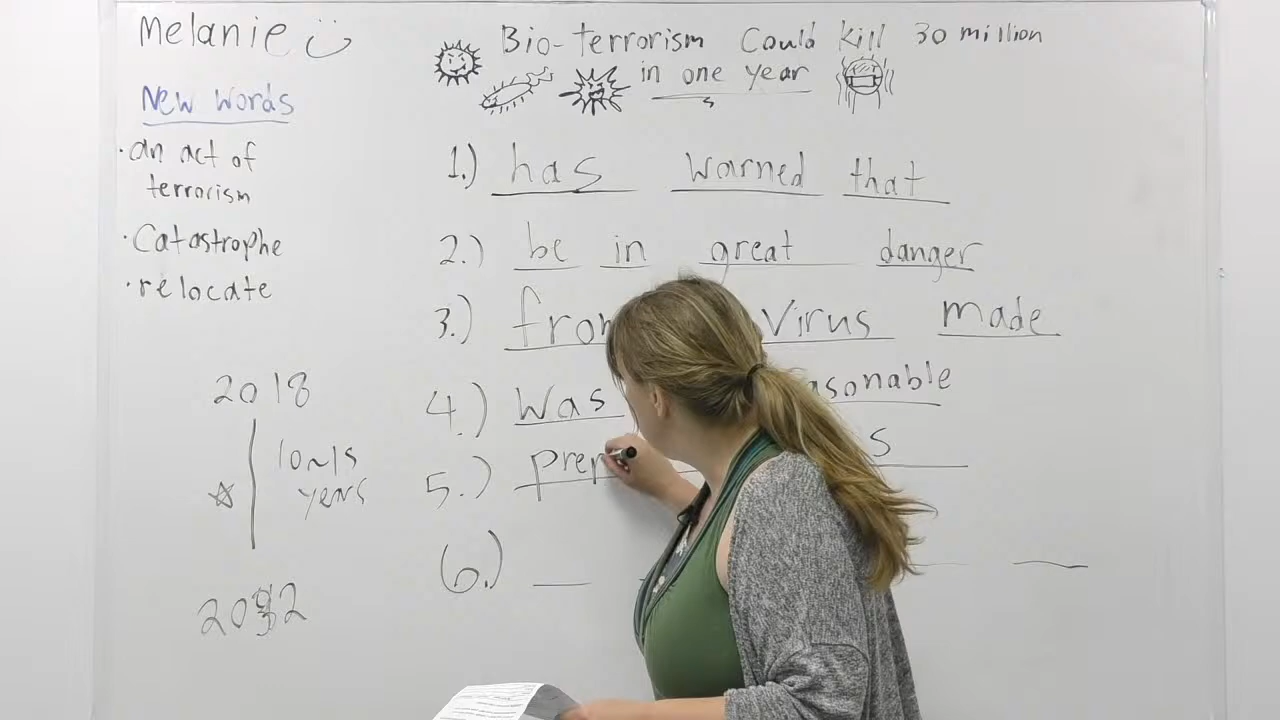 Melanie
New words
·an act of
terrorism
·Catastrophe
·relocate
2018
10~15
years
Bio-terrorism Could kill 30 million
in one year
1.) has warned that
2.) be in great danger
3.) from virus made
4.) was asonable
5.) prep s
6.)